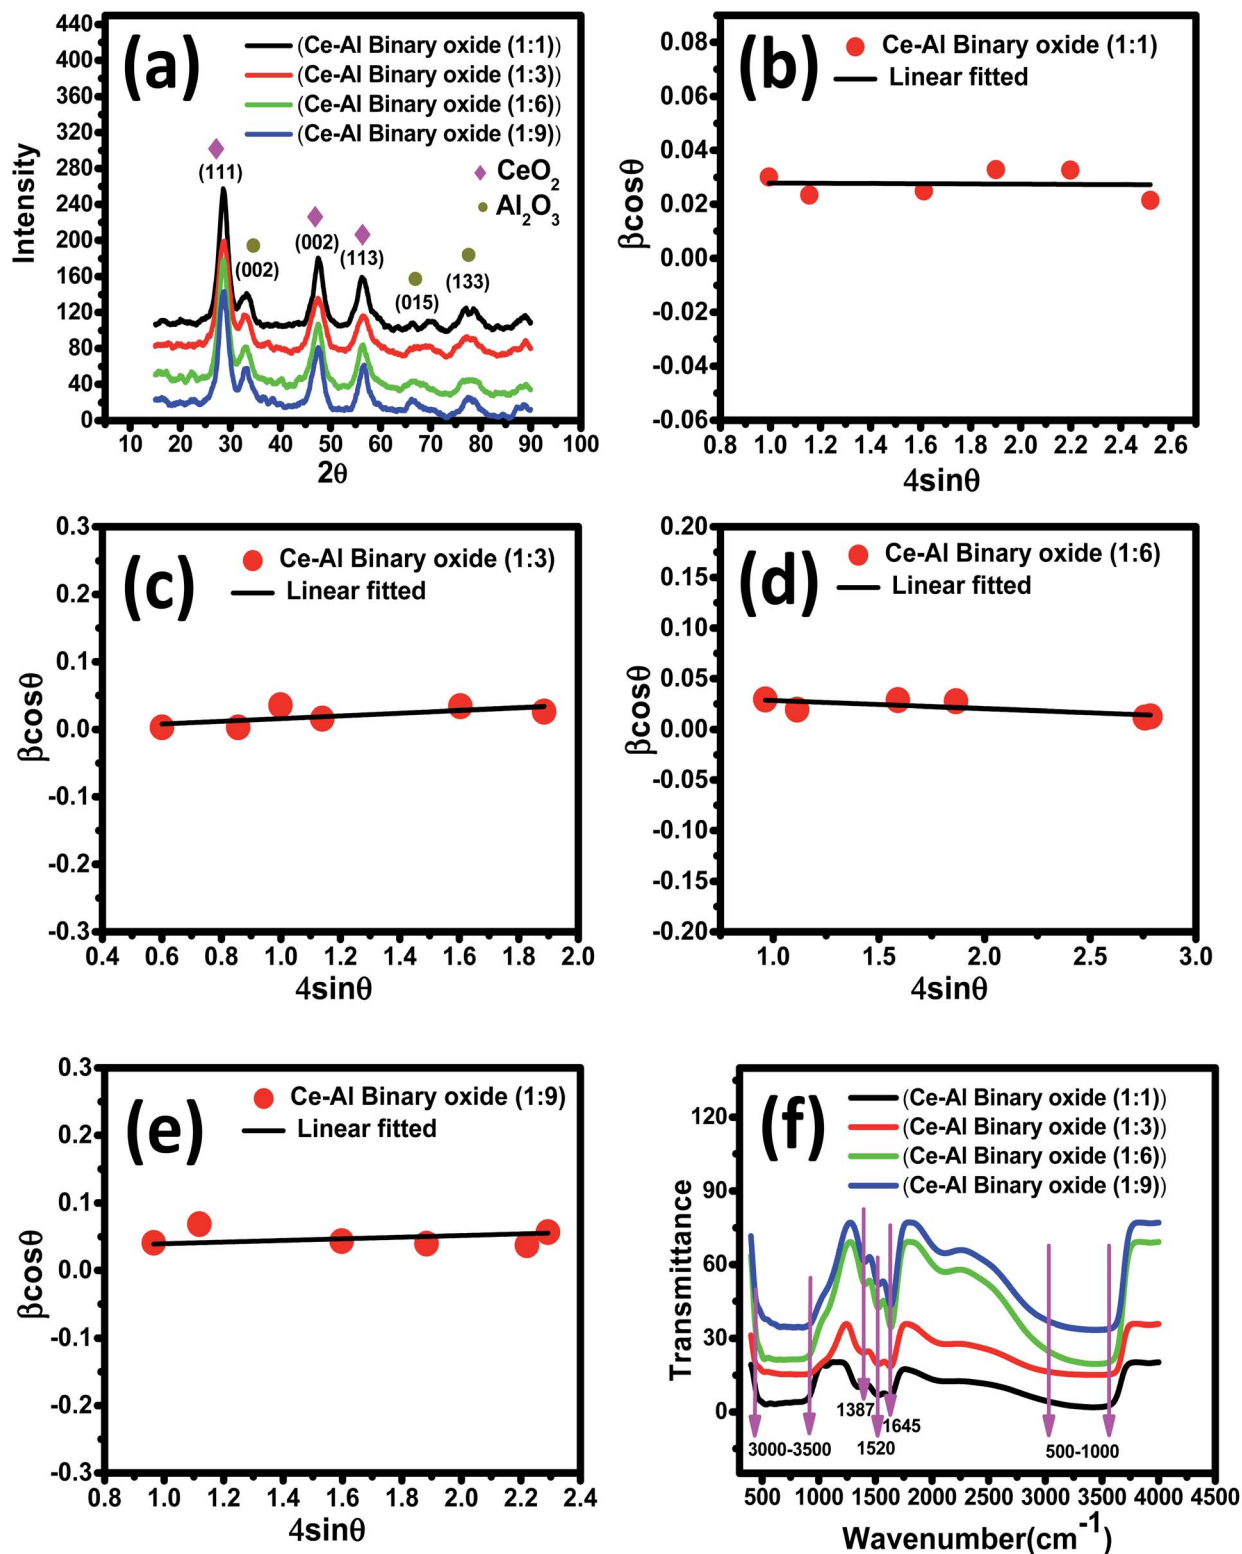 (a)
(Ce-Al Binary oxide (1:1))
(Ce-Al Binary oxide (1:3))
(Ce-Al Binary oxide (1:6))
(Ce-Al Binary oxide (1:9))
CeO2
Al2O3
(111)
(002)
(002)
(113)
(015)
(133)
440
400
360
320
280
240
200
160
120
80
40
0
Intensity
10 20 30 40 50 60 70 80 90 100
2θ
(b)
Ce-Al Binary oxide (1:1)
Linear fitted
0.08
0.06
0.04
0.02
0.00
-0.02
-0.04
-0.06
βcosθ
0.8 1.0 1.2 1.4 1.6 1.8 2.0 2.2 2.4 2.6
4sinθ
(c)
Ce-Al Binary oxide (1:3)
Linear fitted
0.3
0.2
0.1
0.0
-0.1
-0.2
-0.3
βcosθ
0.4 0.6 0.8 1.0 1.2 1.4 1.6 1.8 2.0
4sinθ
(d)
Ce-Al Binary oxide (1:6)
Linear fitted
0.20
0.15
0.10
0.05
0.00
-0.05
-0.10
-0.15
-0.20
βcosθ
1.0 1.5 2.0 2.5 3.0
4sinθ
(e)
Ce-Al Binary oxide (1:9)
Linear fitted
0.3
0.2
0.1
0.0
-0.1
-0.2
-0.3
βcosθ
0.8 1.0 1.2 1.4 1.6 1.8 2.0 2.2 2.4
4sinθ
(f)
(Ce-Al Binary oxide (1:1))
(Ce-Al Binary oxide (1:3))
(Ce-Al Binary oxide (1:6))
(Ce-Al Binary oxide (1:9))
120
90
60
30
0
Transmittance
1387
1645
3000-3500
1520
500-1000
500 1000 1500 2000 2500 3000 3500 4000 4500
Wavenumber(cm-1)